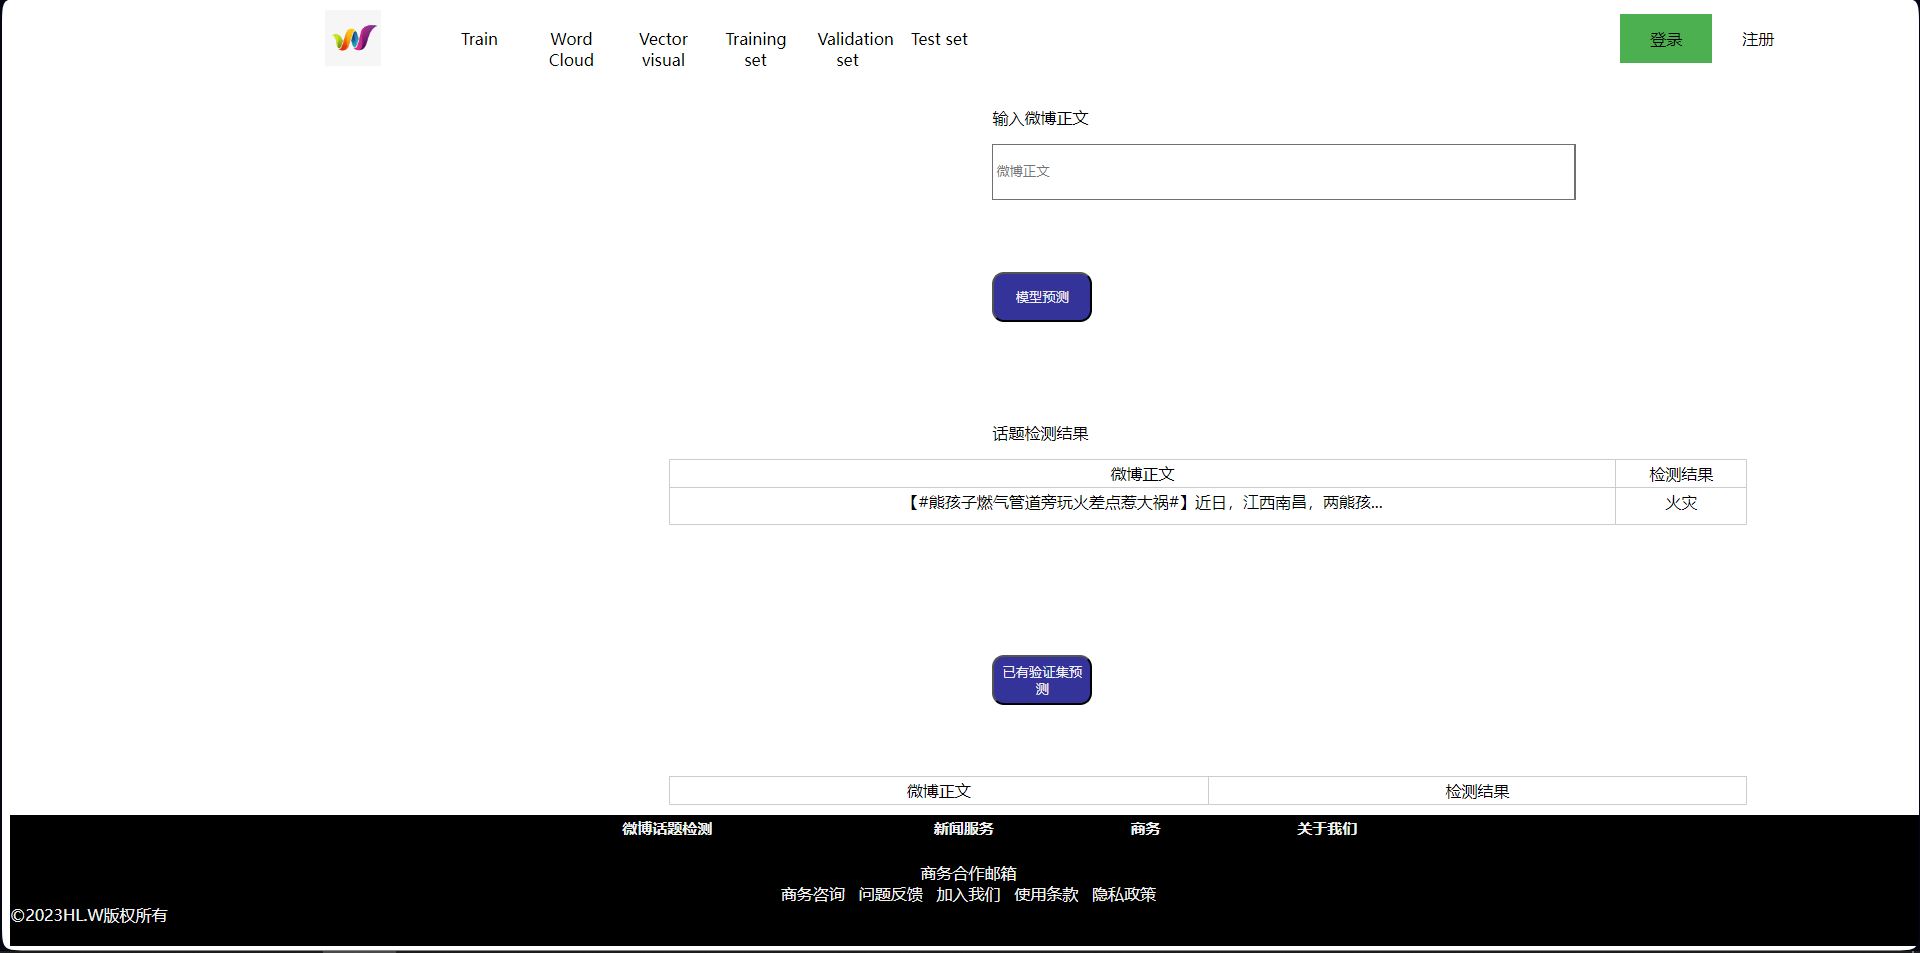 Train
Word Cloud
Vector visual
Training set
Validation set
Test set
登录
注册
输入微博正文
微博正文
模型预测
话题检测结果
微博正文 检测结果
【#熊孩子燃气管道旁玩火差点惹大祸#】近日，江西南昌，两熊孩... 火灾
已有验证集预
测
微博正文 检测结果
微博话题检测 新闻服务 商务 关于我们
商务合作邮箱
商务咨询 问题反馈 加入我们 使用条款 隐私政策
©2023HL.W版权所有